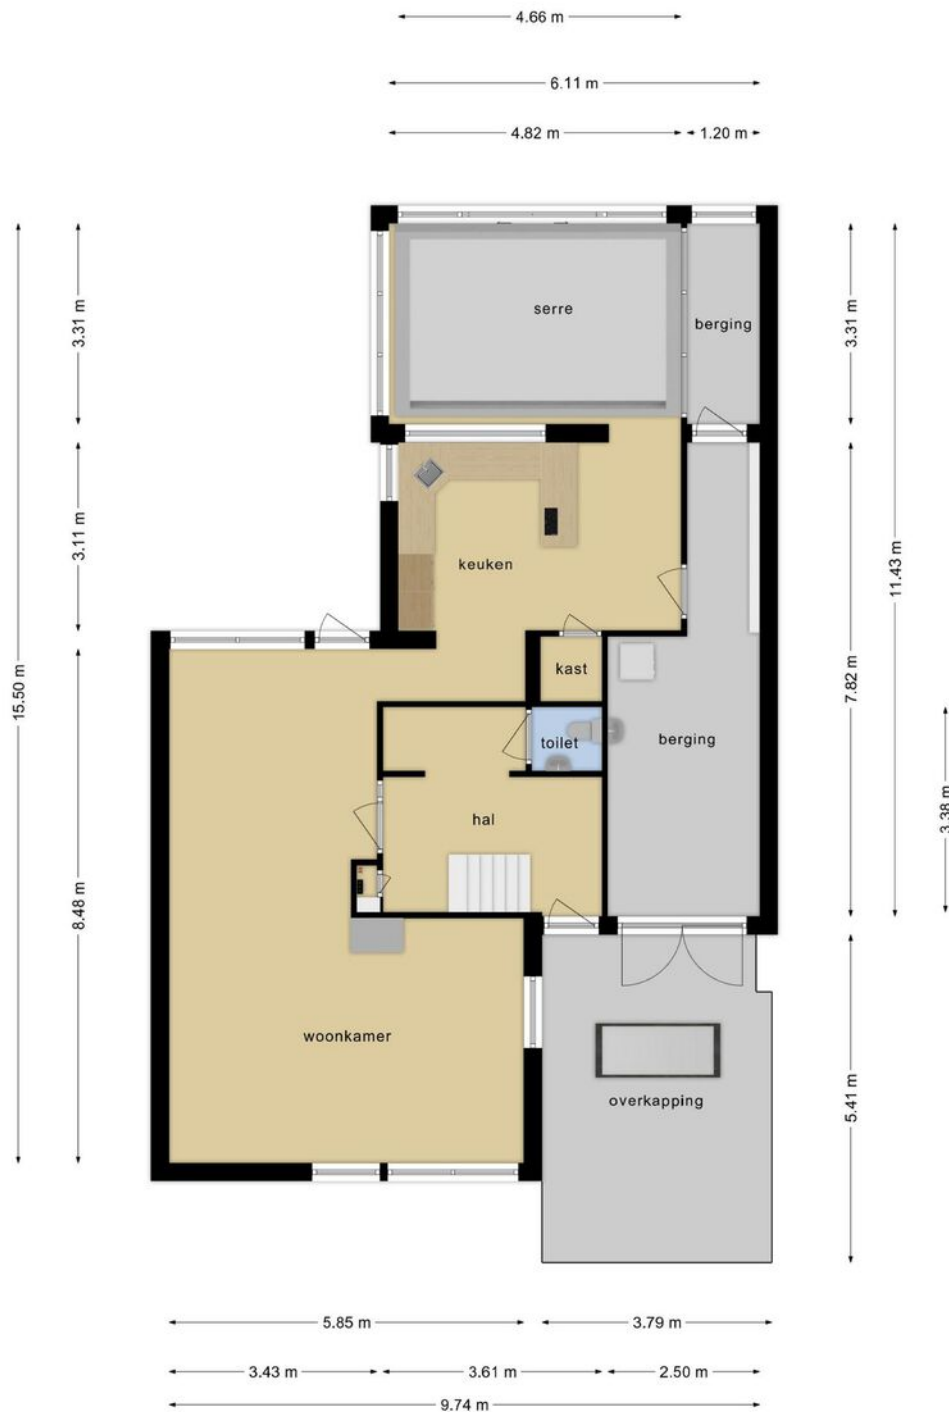 4.66 m
6.11 m
4.82 m
1.20 m
3.31 m
serre
berging
3.31 m
3.11 m
keuken
11.43 m
15.50 m
kast
7.82 m
toilet
berging
hal
3.38 m
8.48 m
woonkamer
overkapping
5.41 m
5.85 m
3.79 m
3.43 m
3.61 m
2.50 m
9.74 m